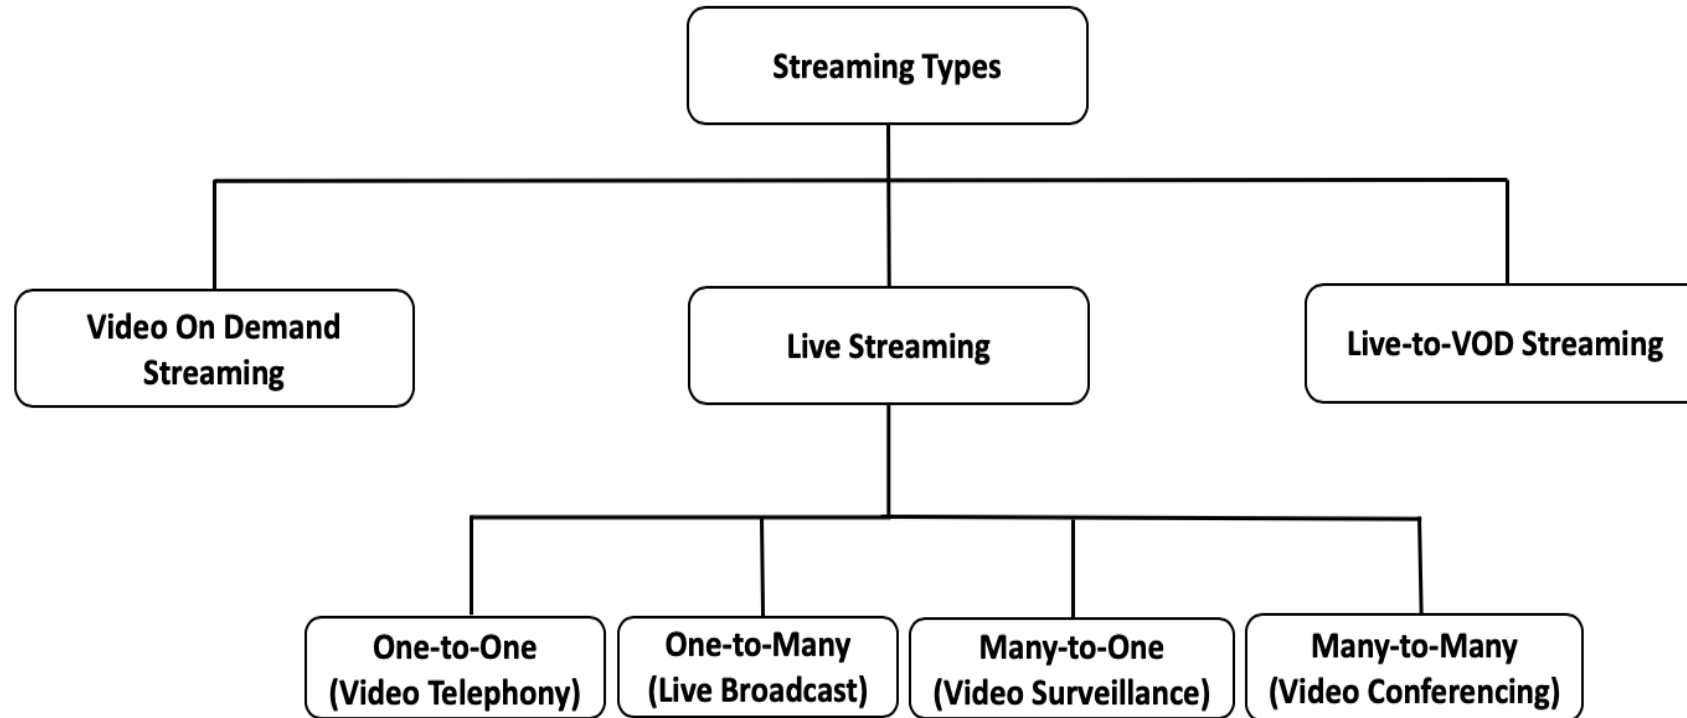 Streaming Types
Video On Demand
Streaming
Live Streaming
Live-to-VOD Streaming
One-to-One
(Video Telephony)
One-to-Many
(Live Broadcast)
Many-to-One
(Video Surveillance)
Many-to-Many
(Video Conferencing)